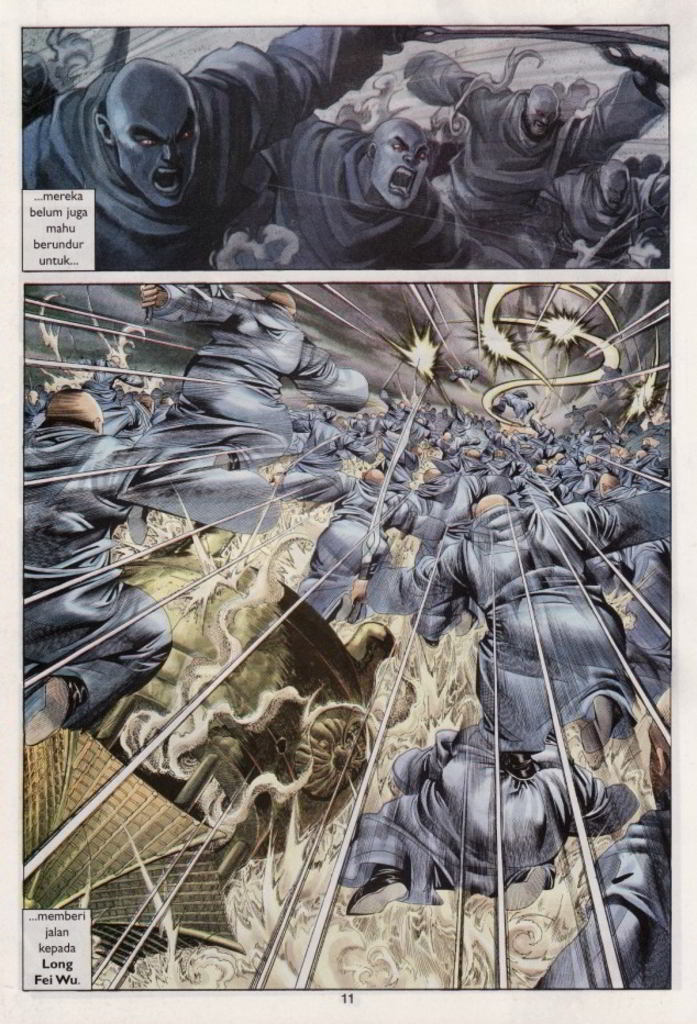 ...mereka
belum juga
mahu
berundur
untuk...
...memberi
jalan
kepada
Long
Fei Wu.
11